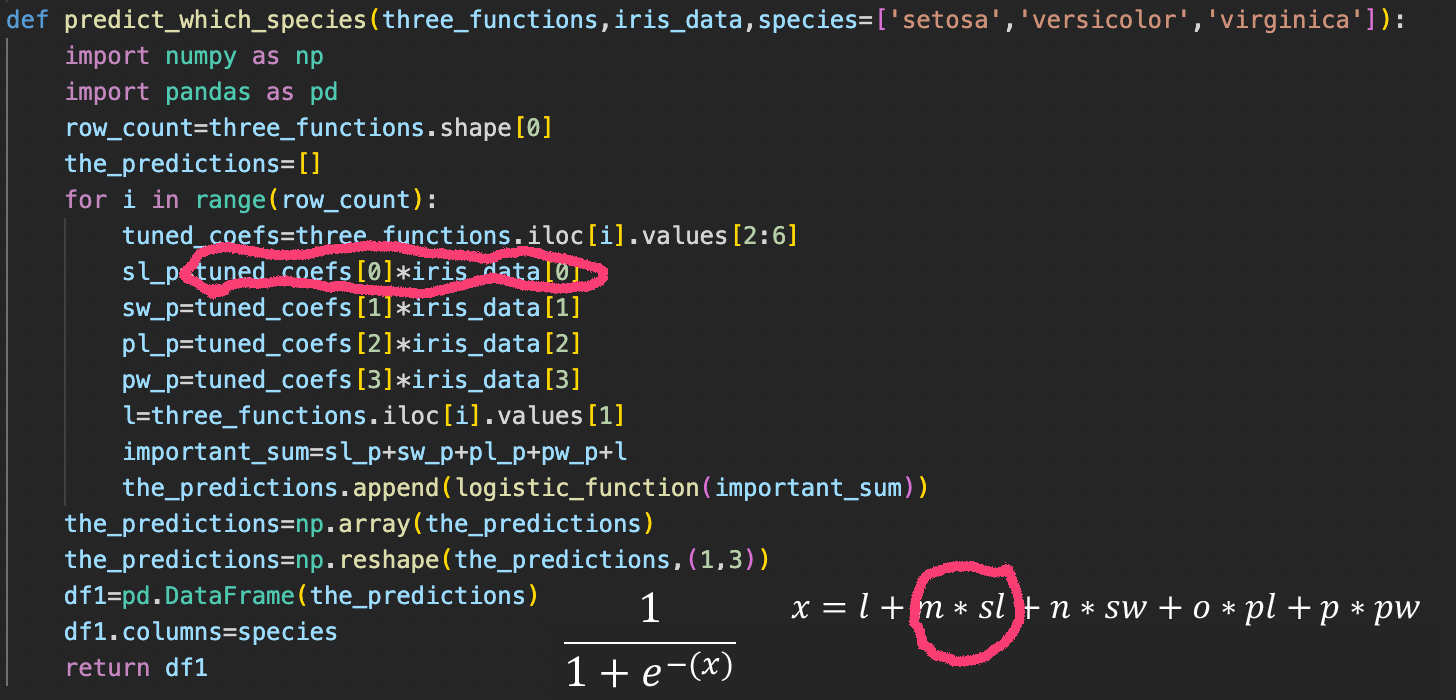 def predict_which_species(three_functions,iris_data,species=['setosa','versicolor','virginica']):
    import numpy as np
    import pandas as pd
    row_count=three_functions.shape[0]
    the_predictions=[]
    for i in range(row_count):
        tuned_coefs=three_functions.iloc[i].values[2:6]
        sl_p=tuned_coefs[0]*iris_data[0]
        sw_p=tuned_coefs[1]*iris_data[1]
        pl_p=tuned_coefs[2]*iris_data[2]
        pw_p=tuned_coefs[3]*iris_data[3]
        l=three_functions.iloc[i].values[1]
        important_sum=sl_p+sw_p+pl_p+pw_p+l
        the_predictions.append(logistic_function(important_sum))
    the_predictions=np.array(the_predictions)
    the_predictions=np.reshape(the_predictions,(1,3))
    df1=pd.DataFrame(the_predictions)
    df1.columns=species
    return df1
1
1 + e^−(x)
x = l + m * sl + n * sw + o * pl + p * pw